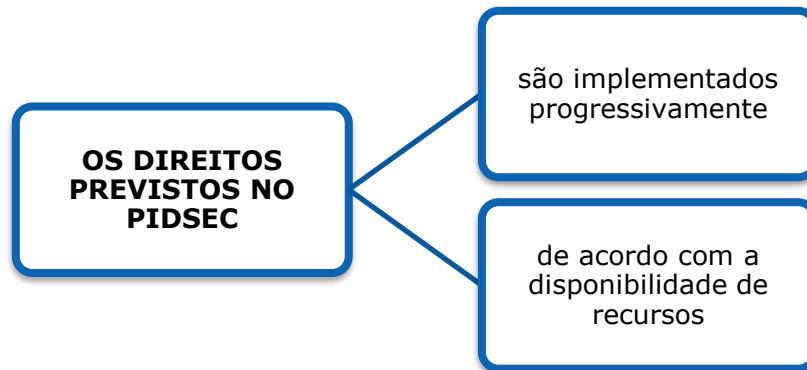 OS DIREITOS
PREVISTOS NO
PIDSEC
são implementados
progressivamente
de acordo com a
disponibilidade de
recursos